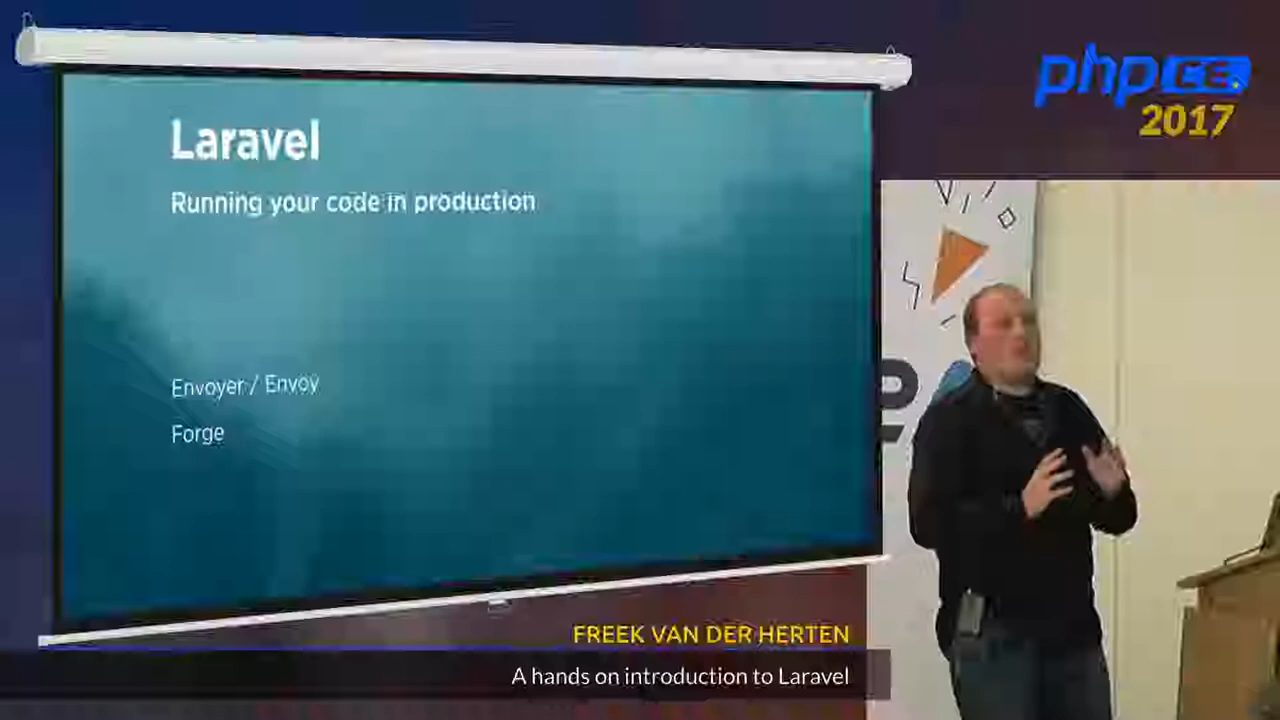 Laravel
Running your code in production
Envoyer / Envoy
Forge
phpCE.
2017
FREEK VAN DER HERTEN
A hands on introduction to Laravel